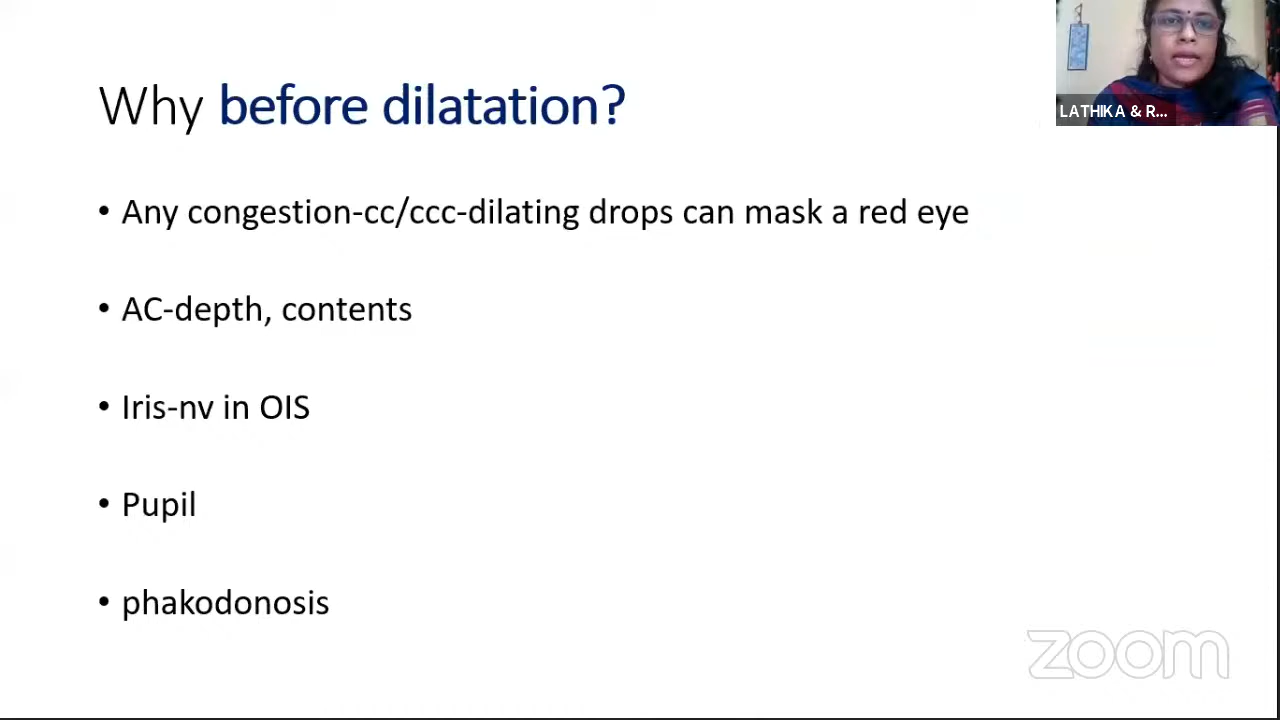 Why before dilatation?
LATHIKA & R...
• Any congestion-cc/ccc-dilating drops can mask a red eye
• AC-depth, contents
• Iris-nv in OIS
• Pupil
• phakodonosis
zoom